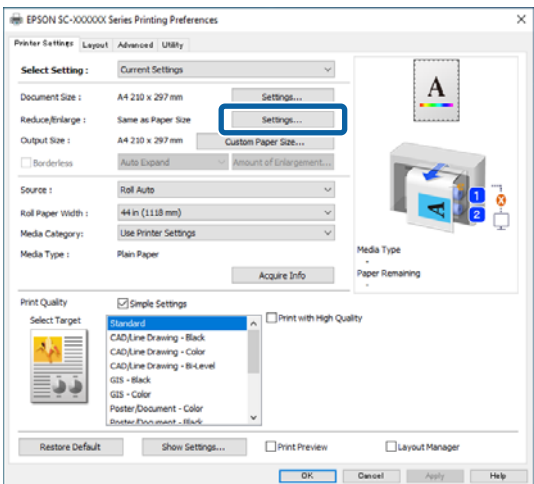 EPSON SC-XXXXXX Series Printing Preferences
Printer Settings Layout Advanced Utility
Select Setting : Current Settings
Document Size : A4 210 x 297 mm Settings...
Reduce/Enlarge : Same as Paper Size Settings...
Output Size : A4 210 x 297 mm Custom Paper Size...
Borderless Auto Expand Amount of Enlargement...
Source : Roll Auto
Roll Paper Width : 44 in (1118 mm)
Media Category: Use Printer Settings
Media Type : Plain Paper
Acquire Info
A
A
1
2
Media Type
-
Paper Remaining
-
Print Quality Simple Settings
Select Target
Standard
CAD/Line Drawing - Black
CAD/Line Drawing - Color
CAD/Line Drawing - Bi-Level
GIS - Black
GIS - Color
Poster/Document - Color
Poster/Document - Black
Print with High Quality
Restore Default Show Settings... Print Preview Layout Manager
OK Cancel Apply Help